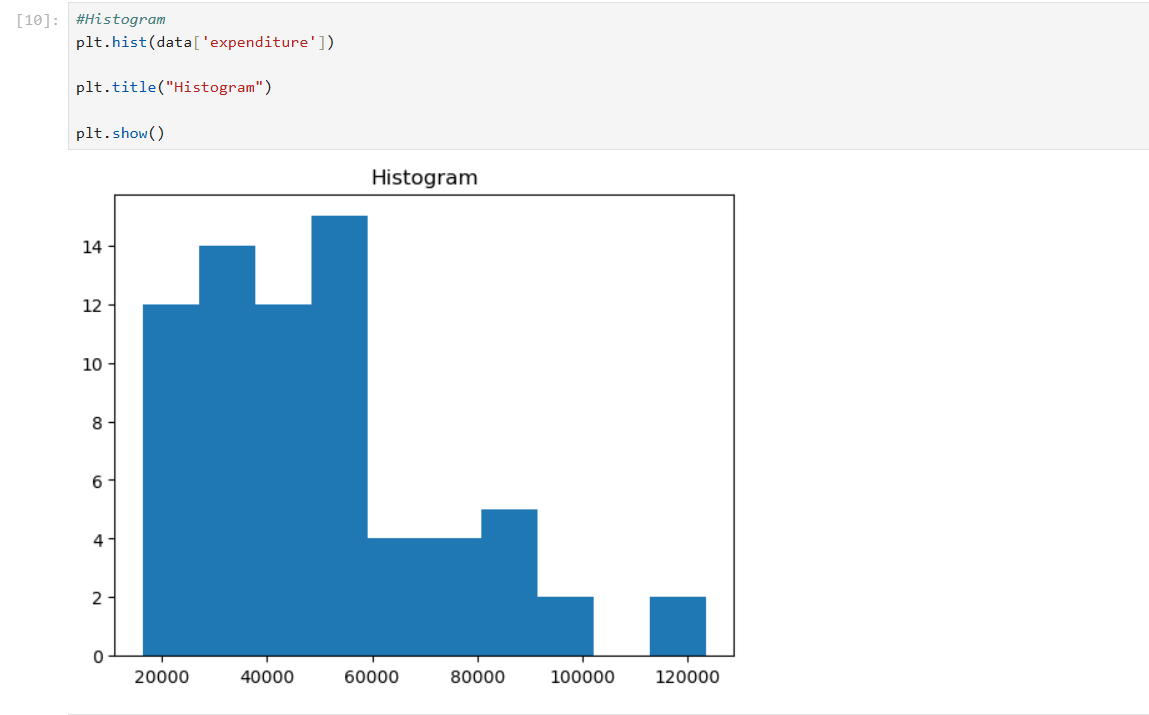 [10]: #Histogram
plt.hist(data['expenditure'])
plt.title("Histogram")
plt.show()
Histogram
14
12
10
8
6
4
2
0
20000 40000 60000 80000 100000 120000